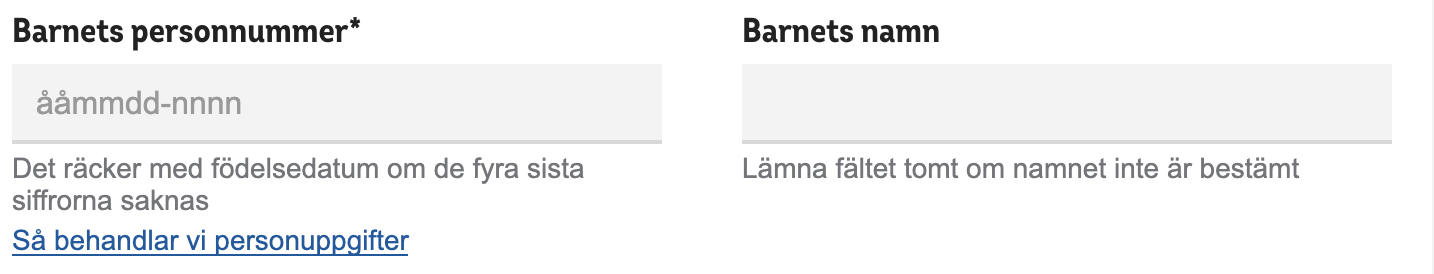 Barnets personnummer*
ååmmdd-nnnn
Det räcker med födelsedatum om de fyra sista
siffrorna saknas
Så behandlar vi personuppgifter
Barnets namn
Lämna fältet tomt om namnet inte är bestämt